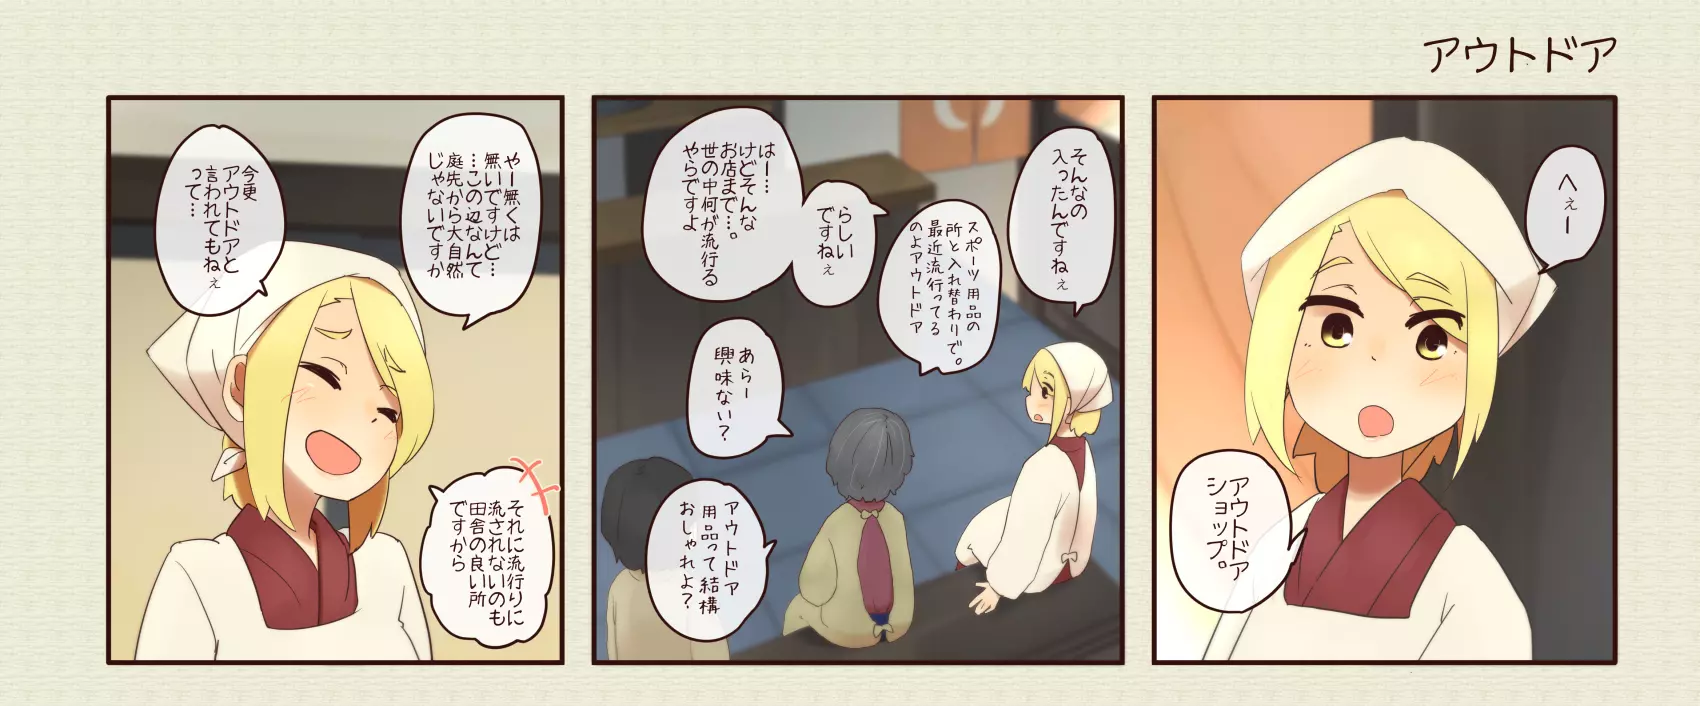 アウトドア
へぇー
アウトドア
ショップ。
そんなの
入ったんですねぇ
スポーツ用品の
所と入れ替わりで。
最近流行ってる
のよアウトドア
らしい
ですねぇ
はー…
けどそんな
お店まで…。
世の中何が流行る
やらですよ
あらー
興味ない？
アウトドア
用品って結構
おしゃれよ？
やー無くは
無いですけど…
…この辺なんて
庭先から大自然
じゃないですか
今更
アウトドアと
言われてもねぇ
って…
それに流行りに
流されないのも
田舎の良い所
ですから